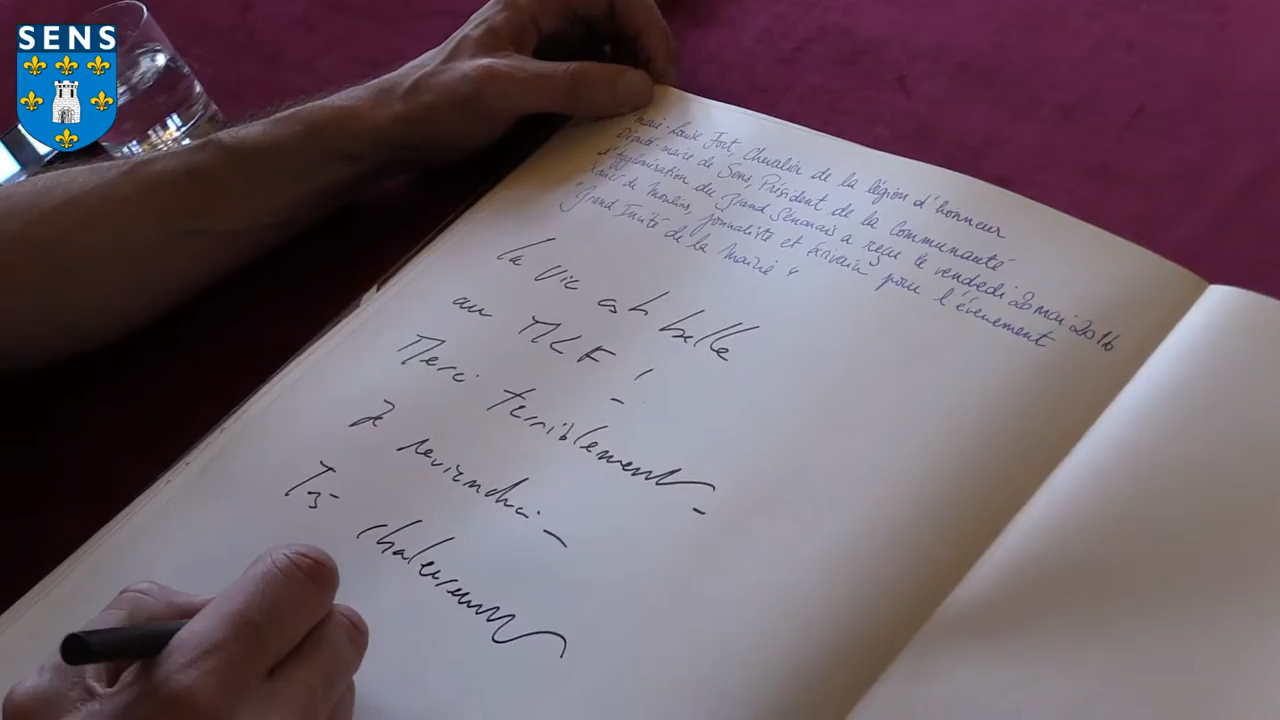 SENS
Marie-Louise Fort, Chevalier de la légion d'honneur
Député-maire de Sens, Président de la Communauté
d'Agglomération du Grand Sénonais a reçu le vendredi 20 mai 2016
Xavier de Moulins, journaliste et écrivain pour l'évènement
"Grand Invité de la Mairie"
La vie est belle
au MLF !
Merci terriblement
Je reviendrai
Très chaleureusement